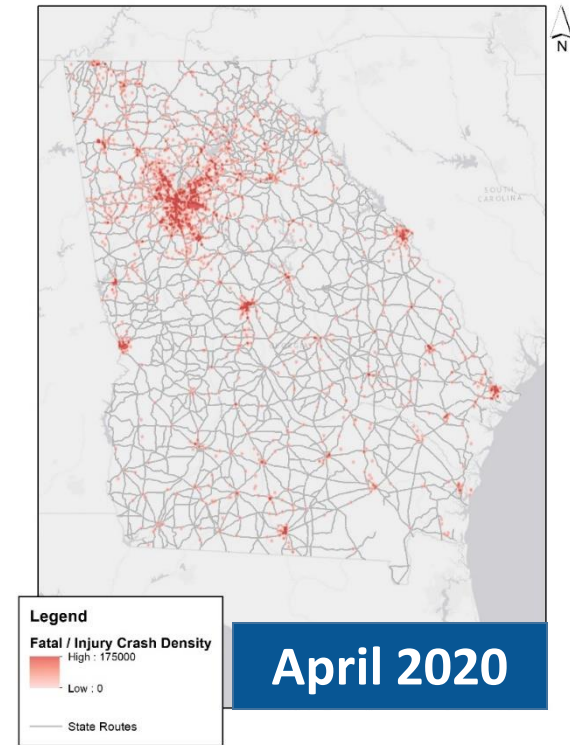 N
SOUTH
CAROLINA
Legend
Fatal / Injury Crash Density
High : 175000
Low : 0
State Routes
April 2020